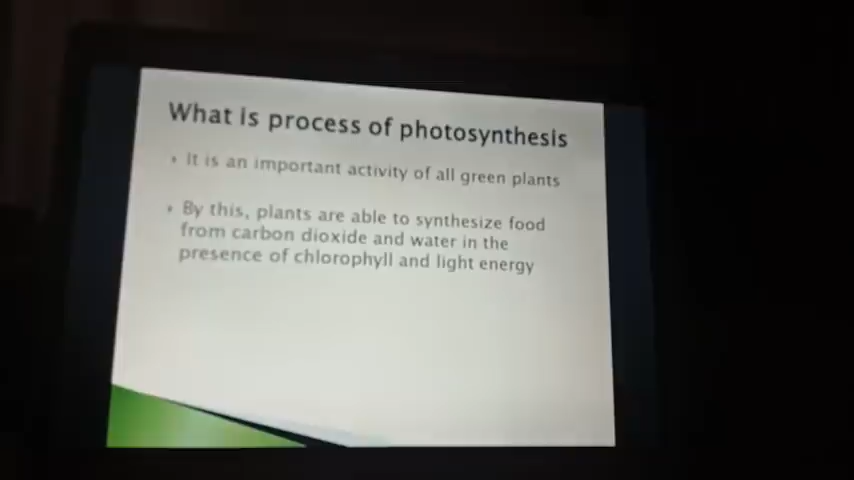 What is process of photosynthesis
It is an important activity of all green plants
By this, plants are able to synthesize food
from carbon dioxide and water in the
presence of chlorophyll and light energy